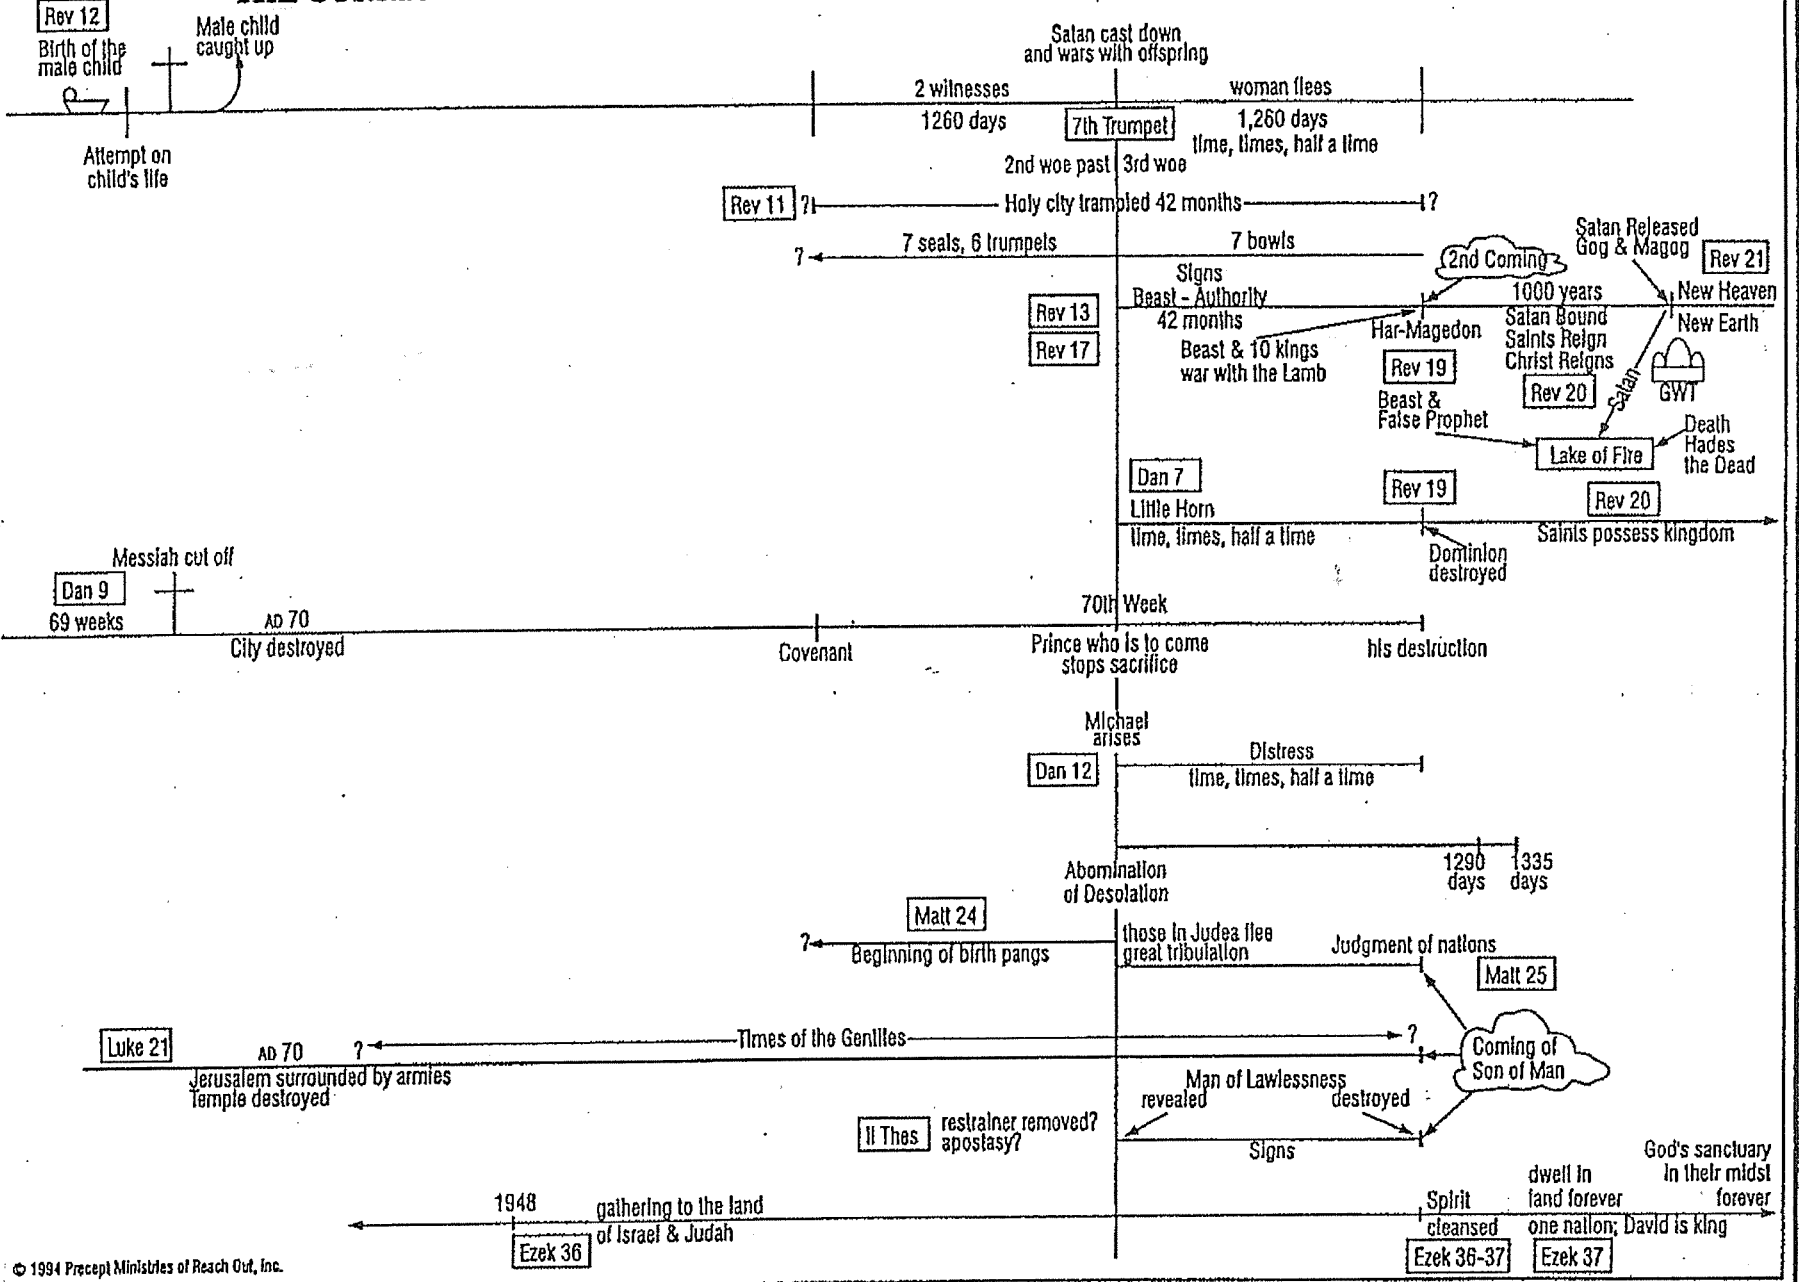 Rev 12
Birth of the
male child
Male child
caught up
Attempt on
child's life
Satan cast down
and wars with offspring
2 witnesses
1260 days
7th Trumpet
woman flees
1,260 days
time, times, half a time
2nd woe past
3rd woe
Rev 11
?
Holy city trampled 42 months
?
?
7 seals, 6 trumpets
7 bowls
2nd Coming
Satan Released
Gog & Magog
Rev 21
Signs
Beast - Authority
42 months
Rev 13
Rev 17
Beast & 10 kings
war with the Lamb
Har-Magedon
Rev 19
1000 years
Satan Bound
Saints Reign
Christ Reigns
Rev 20
New Heaven
New Earth
GWT
Satan
Beast &
False Prophet
Lake of Fire
Death
Hades
the Dead
Dan 7
Little Horn
time, times, half a time
Rev 19
Rev 20
Saints possess kingdom
Dominion
destroyed
Messiah cut off
Dan 9
69 weeks
AD 70
City destroyed
Covenant
70th Week
Prince who is to come
stops sacrifice
his destruction
Michael
arises
Dan 12
Distress
time, times, half a time
1290
days
1335
days
Abomination
of Desolation
Matt 24
?
Beginning of birth pangs
those in Judea flee
great tribulation
Judgment of nations
Matt 25
Luke 21
AD 70
?
Times of the Gentiles
?
Jerusalem surrounded by armies
Temple destroyed
Coming of
Son of Man
Man of Lawlessness
revealed
destroyed
II Thes
restrainer removed?
apostasy?
Signs
1948
gathering to the land
of Israel & Judah
Ezek 36
Spirit
cleansed
Ezek 36-37
dwell in
land forever
one nation; David is king
Ezek 37
God's sanctuary
in their midst
forever
© 1994 Precept Ministries of Reach Out, Inc.